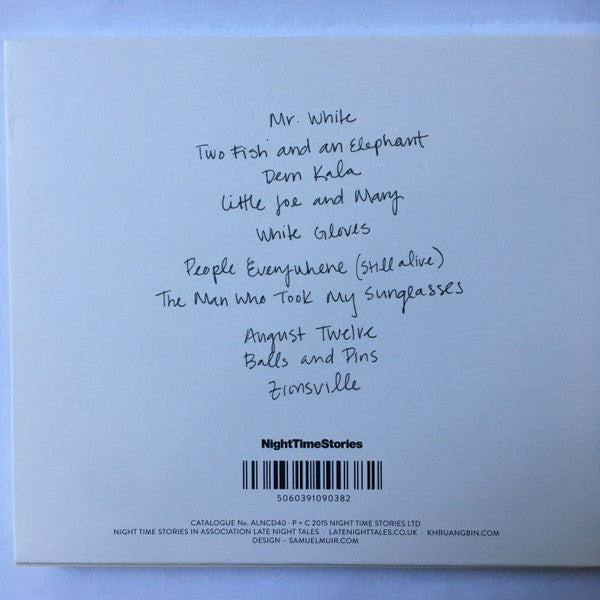 Mr. White
Two Fish and an Elephant
Dern Kala
Little Joe and Mary
White Gloves
People Everywhere (Still alive)
The Man Who Took My Sunglasses
August Twelve
Balls and Pins
Zionsville
NightTimeStories
5060391090382
CATALOGUE No. ALNCD40 · P + C 2015 NIGHT TIME STORIES LTD
NIGHT TIME STORIES IN ASSOCIATION LATE NIGHT TALES · LATENIGHTTALES.CO.UK · KHRUANGBIN.COM
DESIGN – SAMUELMUIR.COM